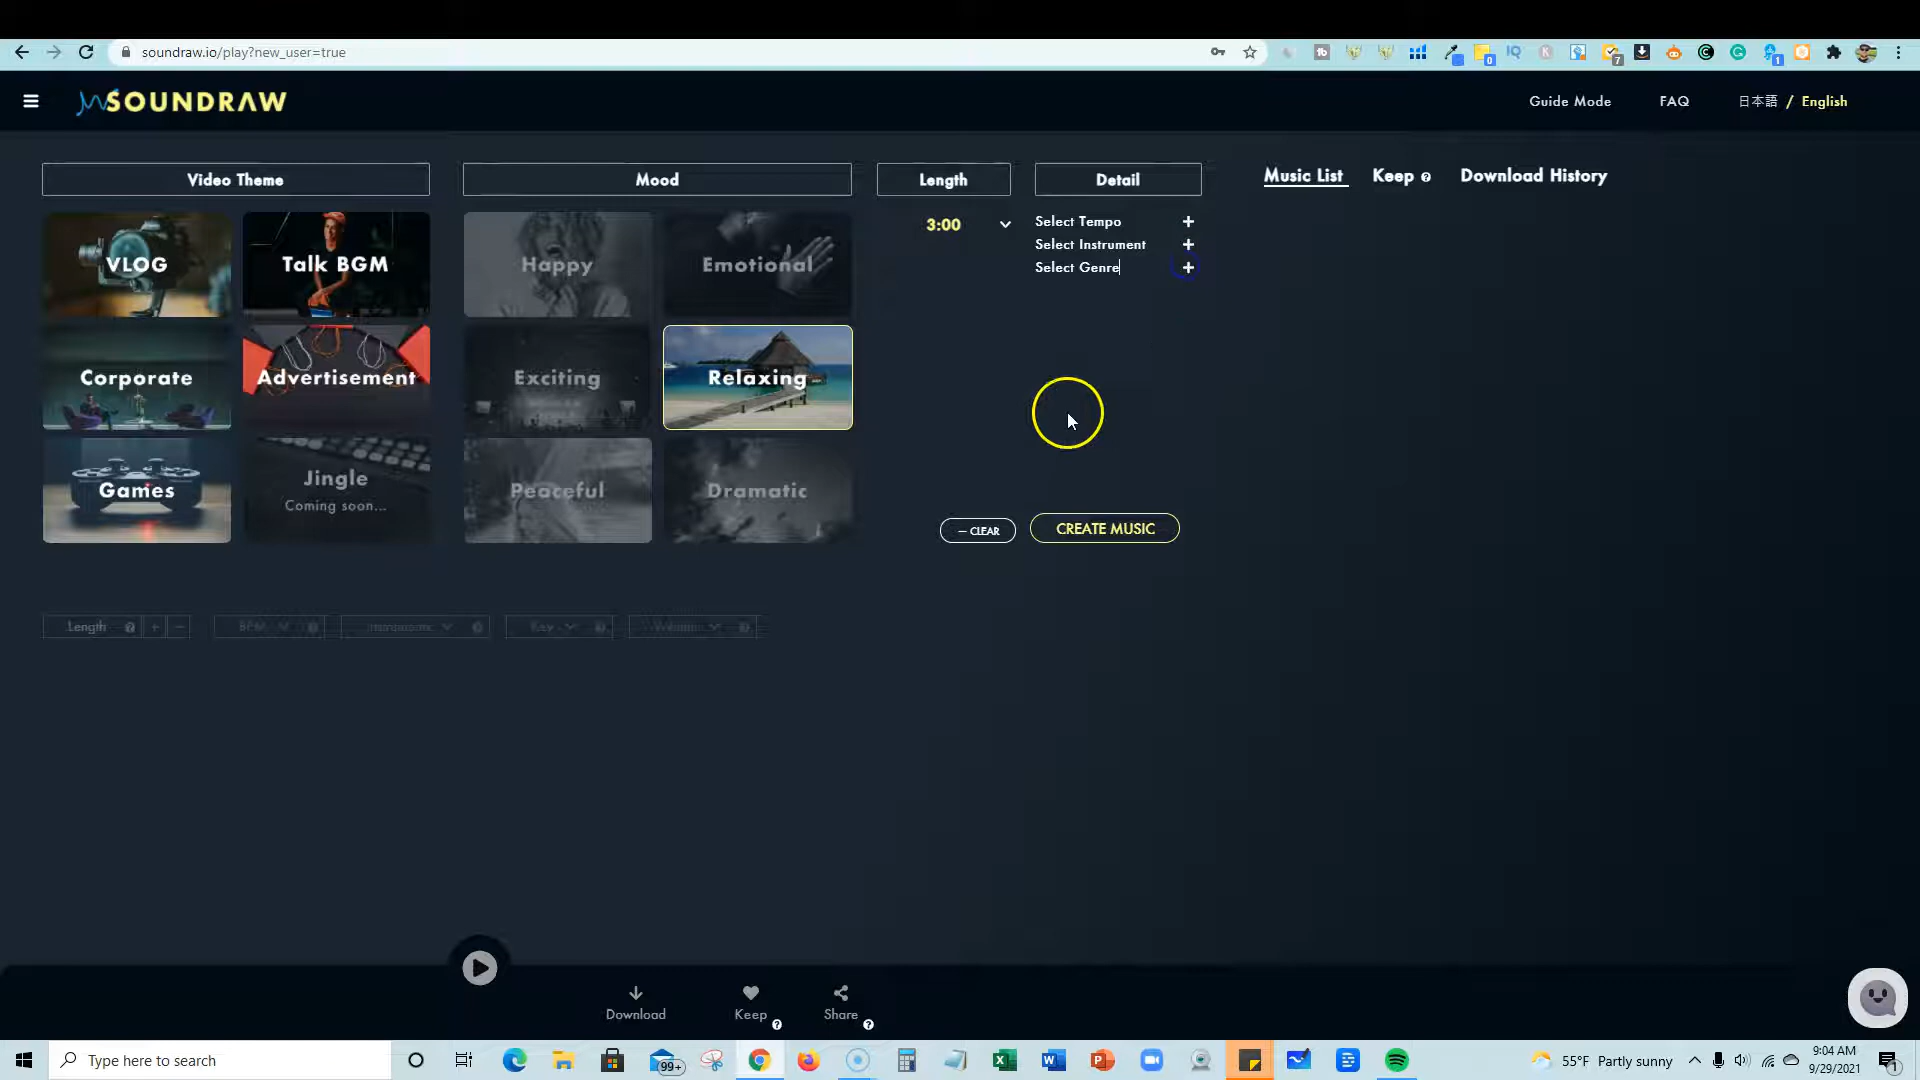 soundraw.io/play?new_user=true
SOUNDRAW
Guide Mode
FAQ
日本語 / English
Video Theme
Mood
Length
Detail
Music List
Keep
Download History
VLOG
Talk BGM
Happy
Emotional
3:00
Select Tempo +
Select Instrument +
Select Genre +
Corporate
Advertisement
Exciting
Relaxing
Games
Jingle
Coming soon...
Peaceful
Dramatic
– CLEAR
CREATE MUSIC
Length
+
–
Key
Download
Keep
Share
Type here to search
99+
55°F Partly sunny
9:04 AM
9/29/2021